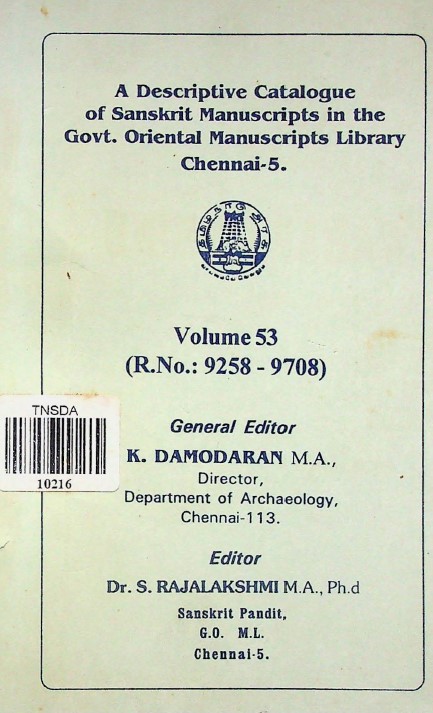 A Descriptive Catalogue
of Sanskrit Manuscripts in the
Govt. Oriental Manuscripts Library
Chennai-5.
Volume 53
(R.No.: 9258 - 9708)
TNSDA
10216
General Editor
K. DAMODARAN M.A.,
Director,
Department of Archaeology,
Chennai-113.
Editor
Dr. S. RAJALAKSHMI M.A., Ph.d
Sanskrit Pandit,
G.O. M.L.
Chennai-5.